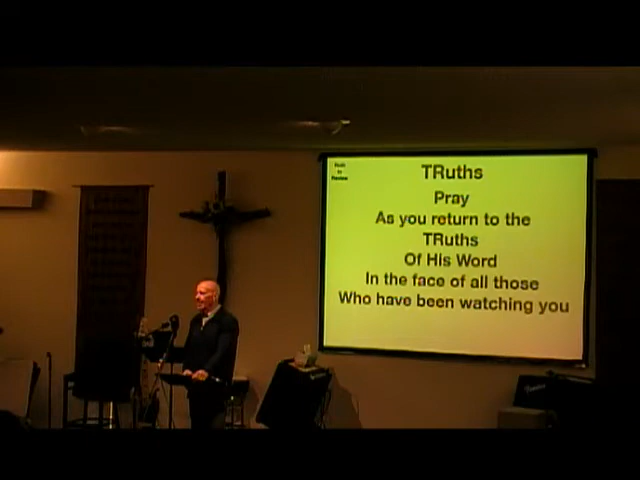 TRuths
Pray
As you return to the
TRuths
Of His Word
In the face of all those
Who have been watching you